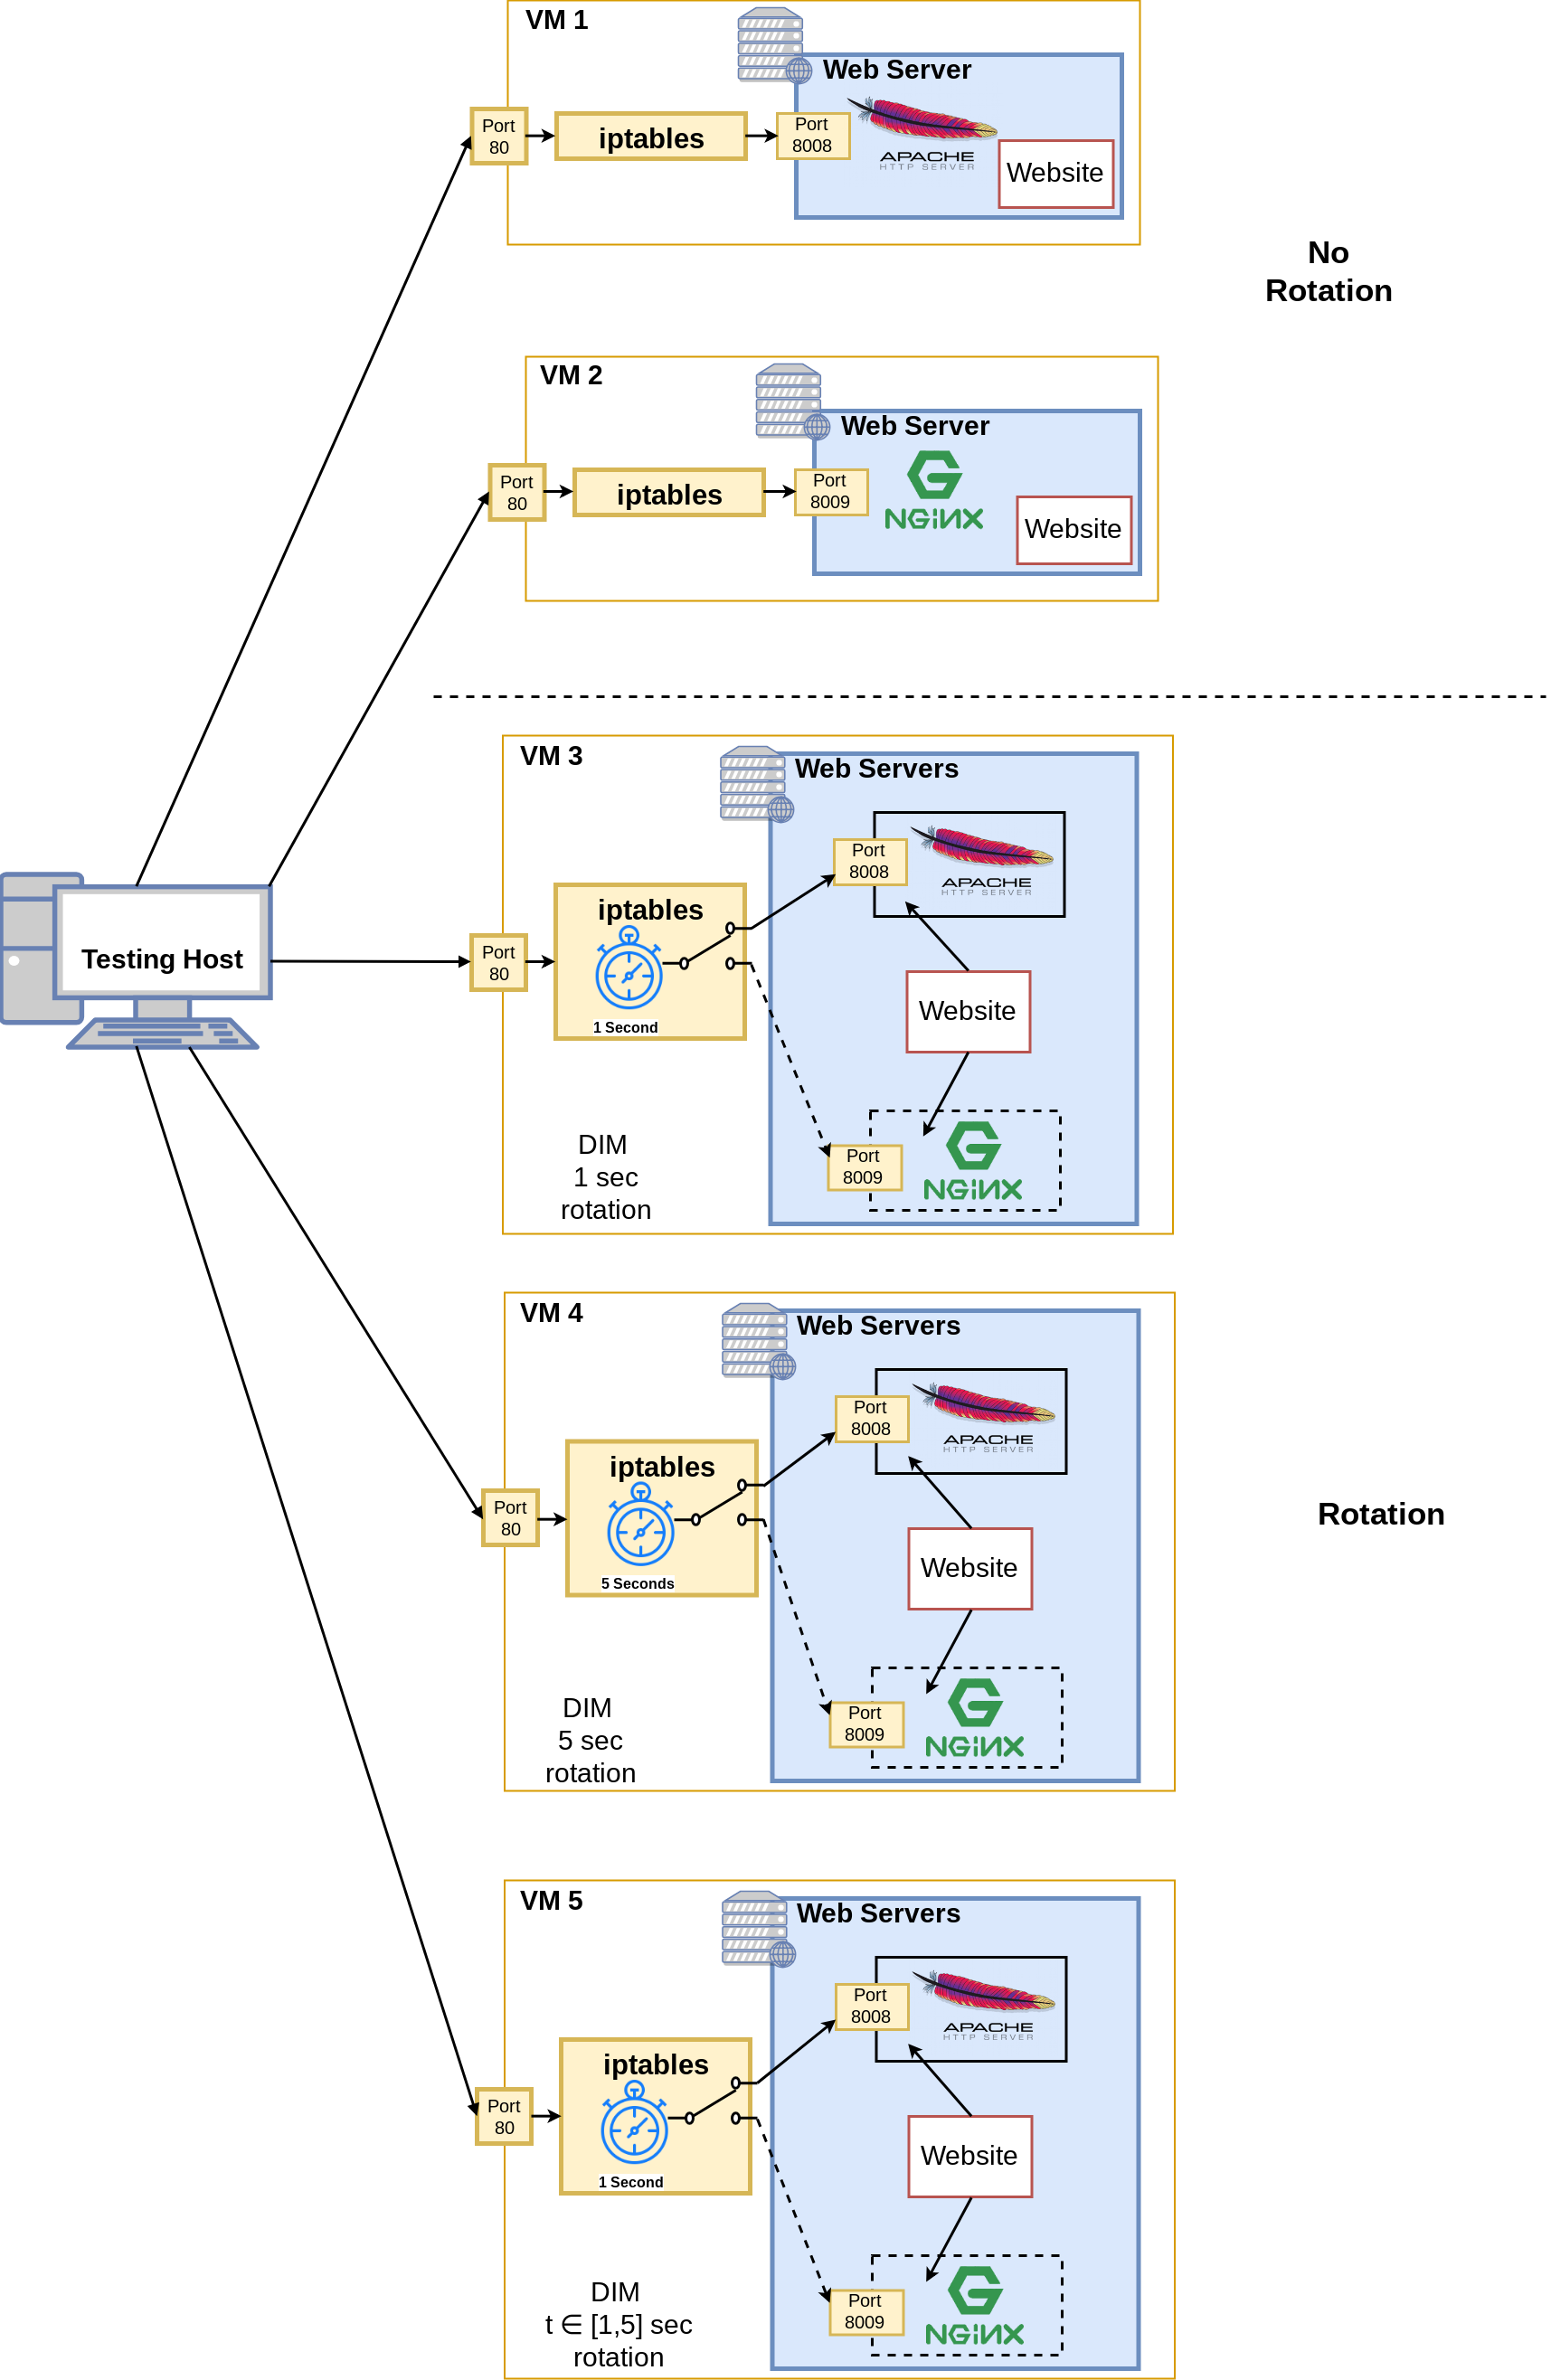 VM 1
Web Server
Port
80
iptables
Port
8008
APACHE
HTTP SERVER
Website
No
Rotation
VM 2
Web Server
Port
80
iptables
Port
8009
NGiNX
Website
VM 3
Web Servers
Port
8008
APACHE
HTTP SERVER
iptables
Port
80
1 Second
Website
Testing Host
DIM
1 sec
rotation
Port
8009
NGiNX
VM 4
Web Servers
Port
8008
APACHE
HTTP SERVER
iptables
Port
80
5 Seconds
Website
Rotation
DIM
5 sec
rotation
Port
8009
NGiNX
VM 5
Web Servers
Port
8008
APACHE
HTTP SERVER
iptables
Port
80
1 Second
Website
DIM
t ∈ [1,5] sec
rotation
Port
8009
NGiNX